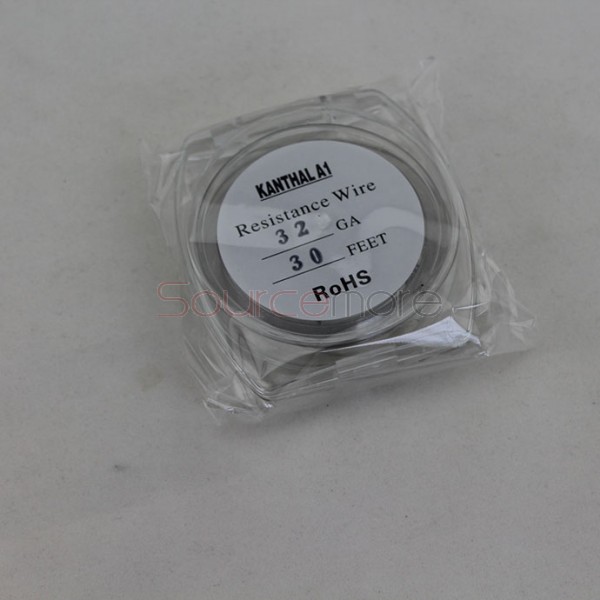 KANTHAL A1
Resistance Wire
32 GA
30 FEET
RoHS
Sourcemore